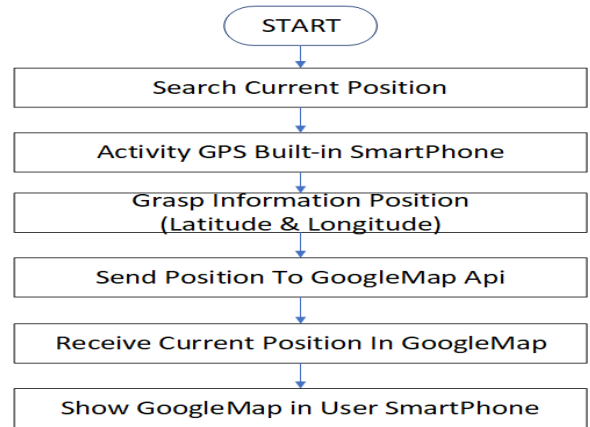 START
Search Current Position
Activity GPS Built-in SmartPhone
Grasp Information Position
(Latitude & Longitude)
Send Position To GoogleMap Api
Receive Current Position In GoogleMap
Show GoogleMap in User SmartPhone